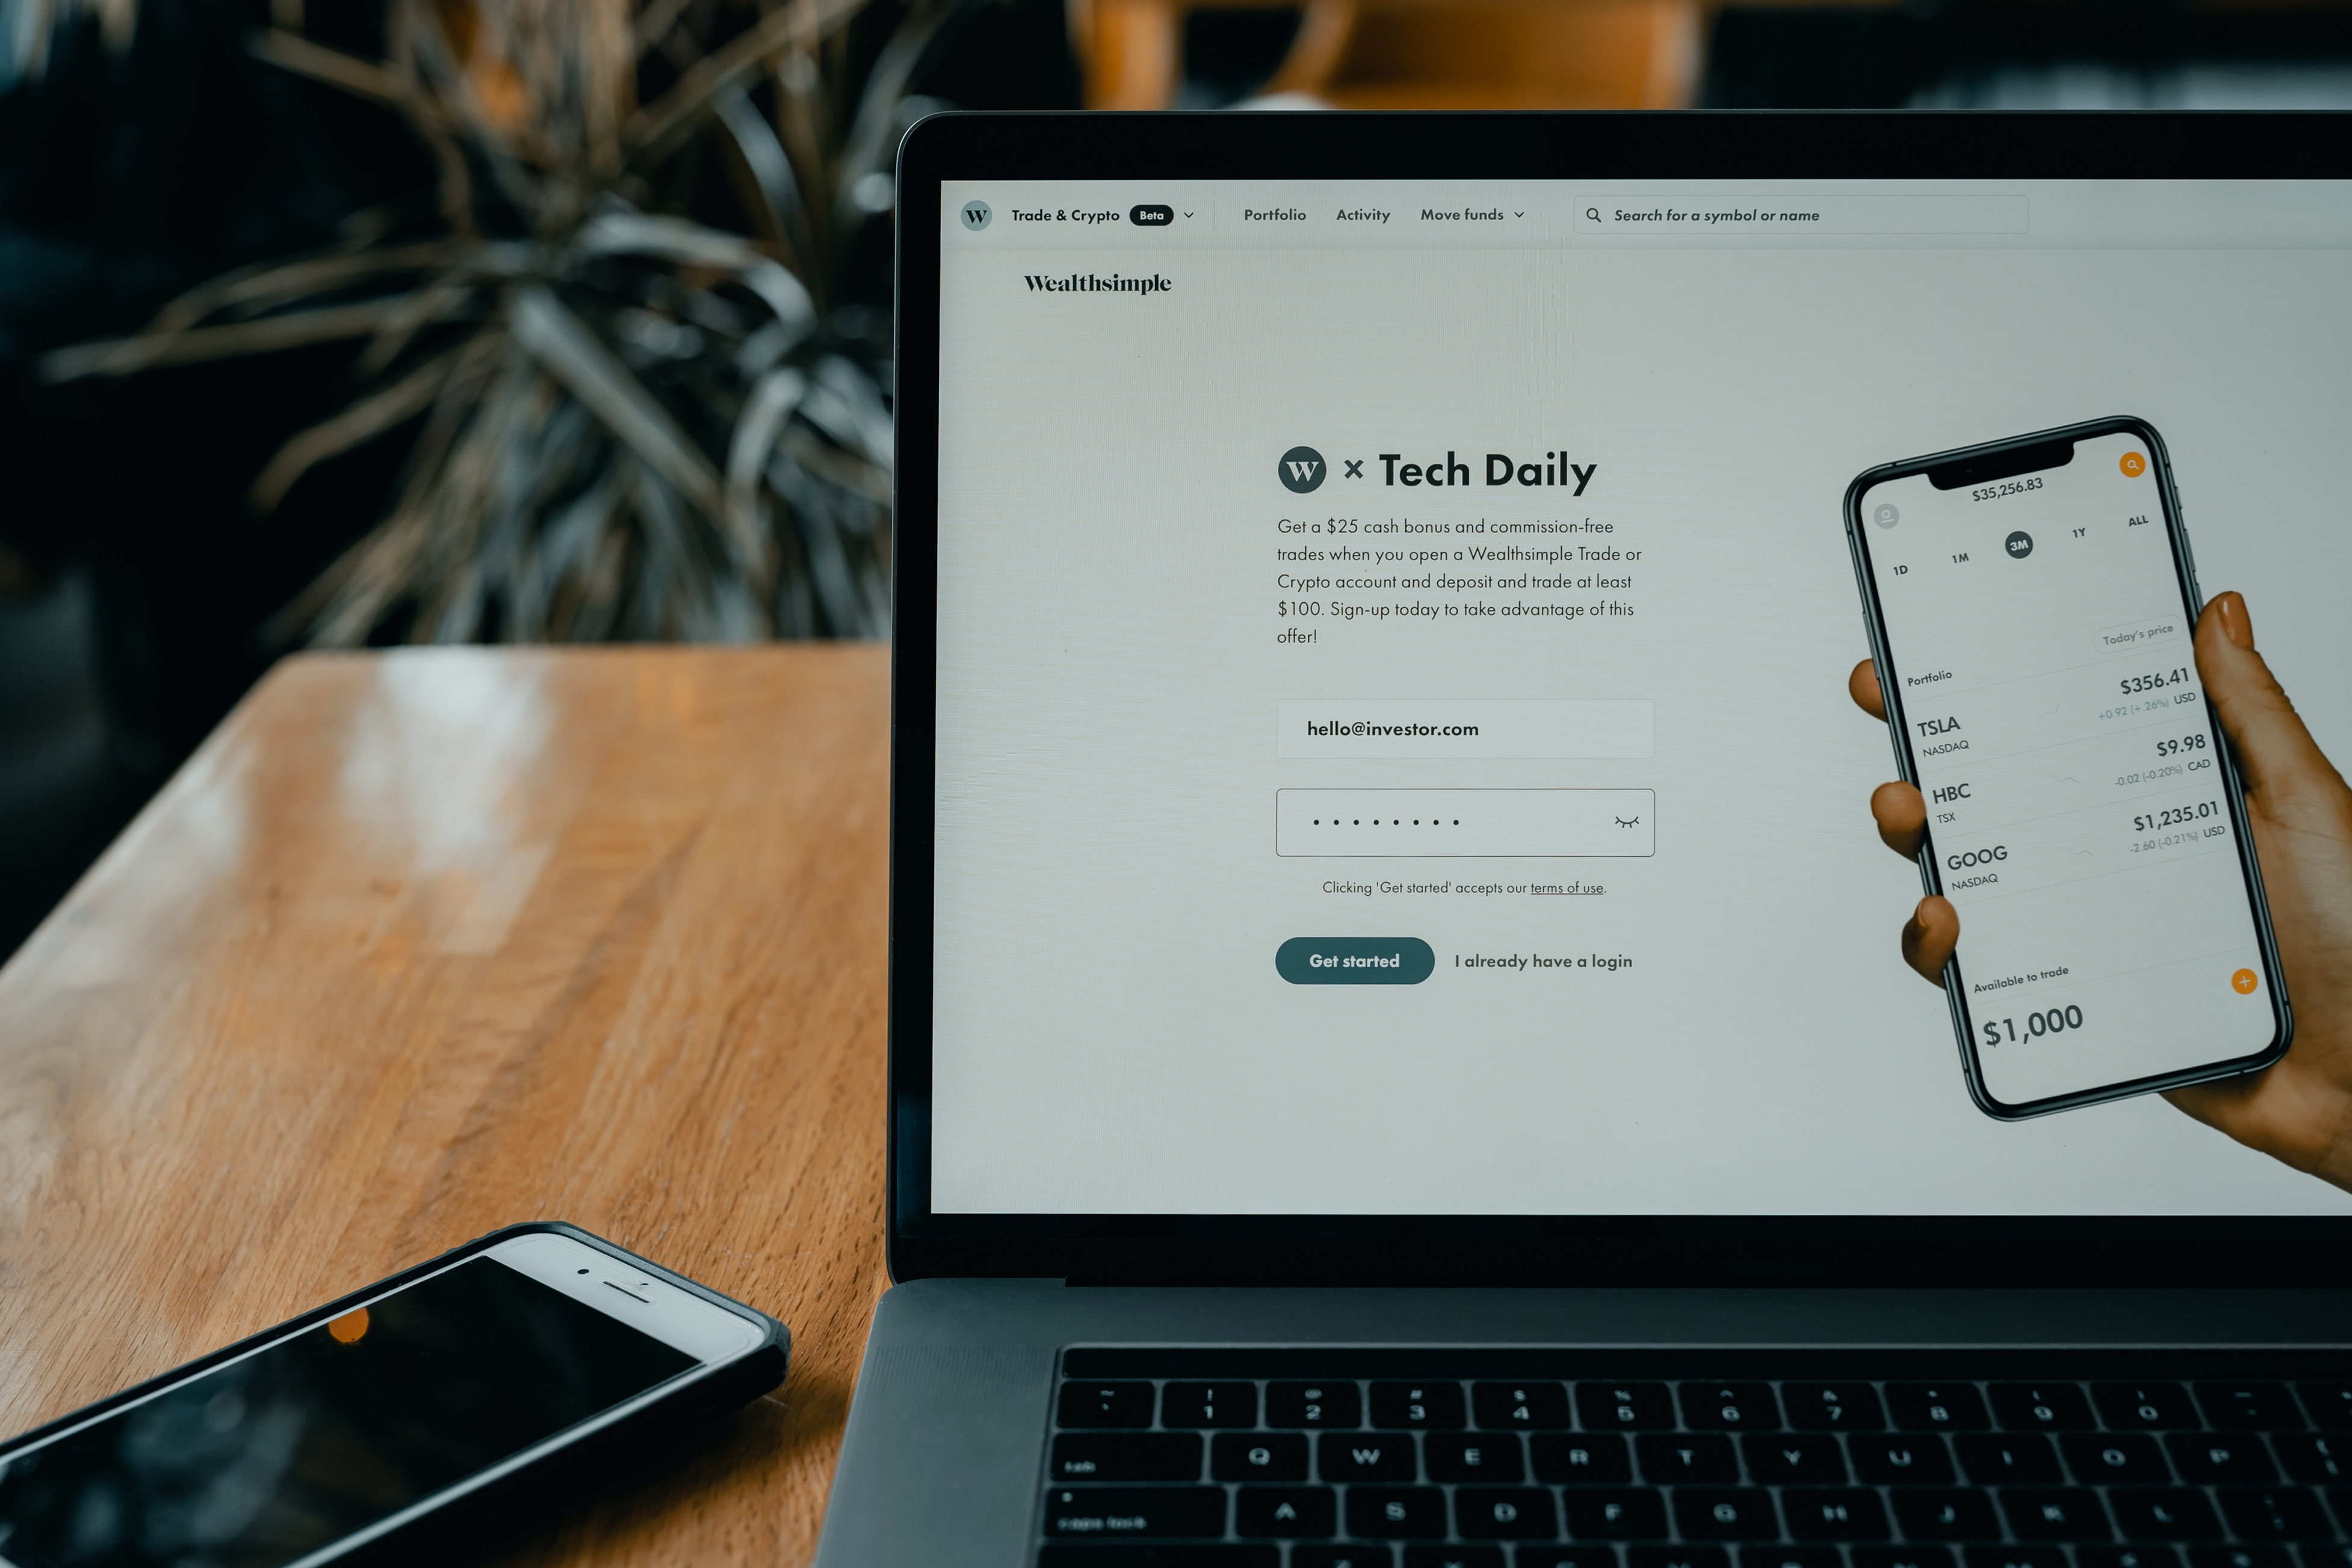 W Trade & Crypto Beta Portfolio Activity Move funds Search for a symbol or name
Wealthsimple
W × Tech Daily
Get a $25 cash bonus and commission-free
trades when you open a Wealthsimple Trade or
Crypto account and deposit and trade at least
$100. Sign-up today to take advantage of this
offer!
hello@investor.com
Clicking 'Get started' accepts our terms of use.
Get started I already have a login
$35,256.83
1D 1M 3M 1Y ALL
Today's price
Portfolio
TSLA $356.41
NASDAQ +0.92 (+.26%) USD
HBC $9.98
TSX -0.02 (-0.20%) CAD
GOOG $1,235.01
NASDAQ -2.60 (-0.21%) USD
Available to trade
$1,000
~ ! @ # $ % ^ & * ( )
` 1 2 3 4 5 6 7 8 9 0
tab Q W E R T Y U I O P
caps lock A S D F G H J K L